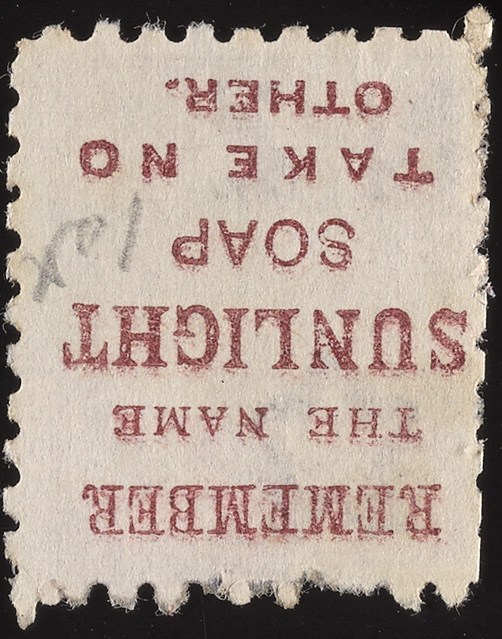 REMEMBER
THE NAME
SUNLIGHT
SOAP
TAKE NO
OTHER.